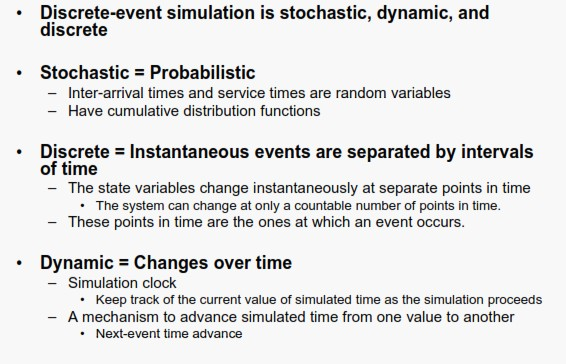 • Discrete-event simulation is stochastic, dynamic, and
discrete
• Stochastic = Probabilistic
– Inter-arrival times and service times are random variables
– Have cumulative distribution functions
• Discrete = Instantaneous events are separated by intervals
of time
– The state variables change instantaneously at separate points in time
• The system can change at only a countable number of points in time.
– These points in time are the ones at which an event occurs.
• Dynamic = Changes over time
– Simulation clock
• Keep track of the current value of simulated time as the simulation proceeds
– A mechanism to advance simulated time from one value to another
• Next-event time advance